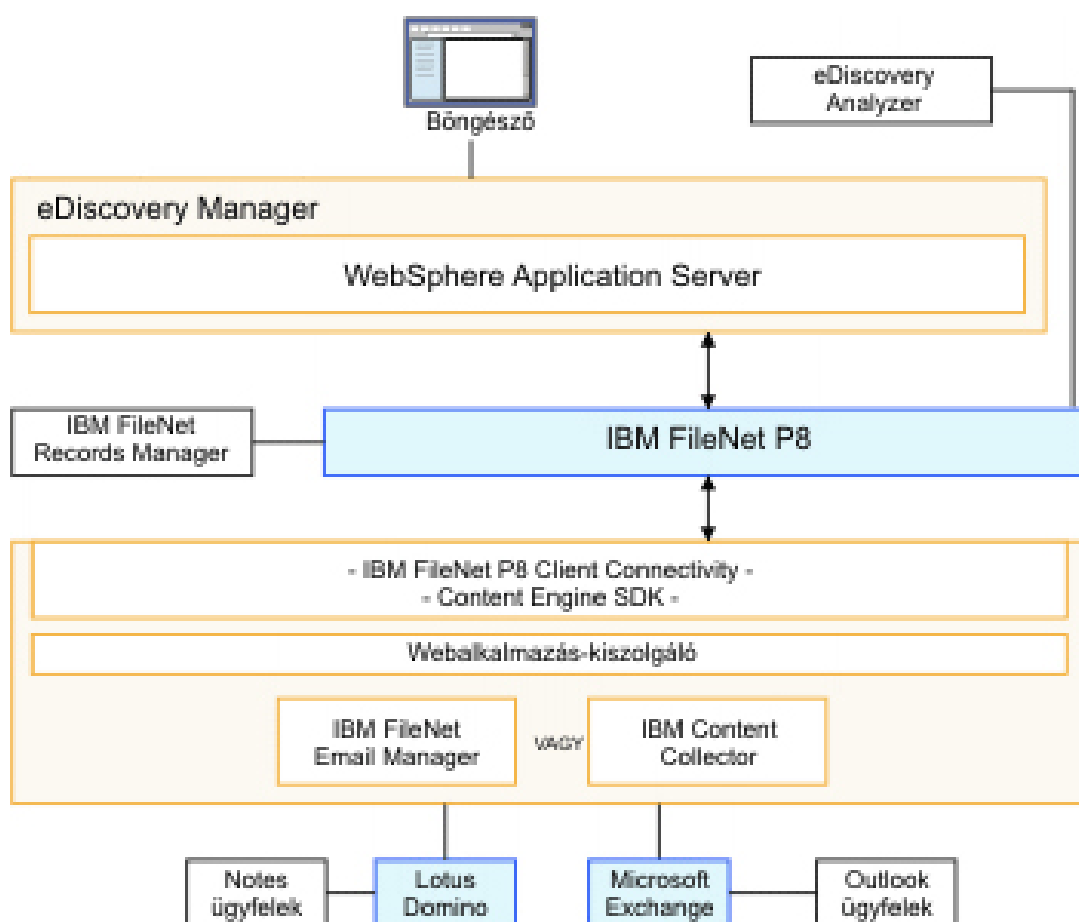 Böngésző
eDiscovery
Analyzer
eDiscovery Manager
WebSphere Application Server
IBM FileNet
Records Manager
IBM FileNet P8
- IBM FileNet P8 Client Connectivity -
- Content Engine SDK -
Webalkalmazás-kiszolgáló
IBM FileNet
Email Manager
VAGY
IBM Content
Collector
Notes
ügyfelek
Lotus
Domino
Microsoft
Exchange
Outlook
ügyfelek